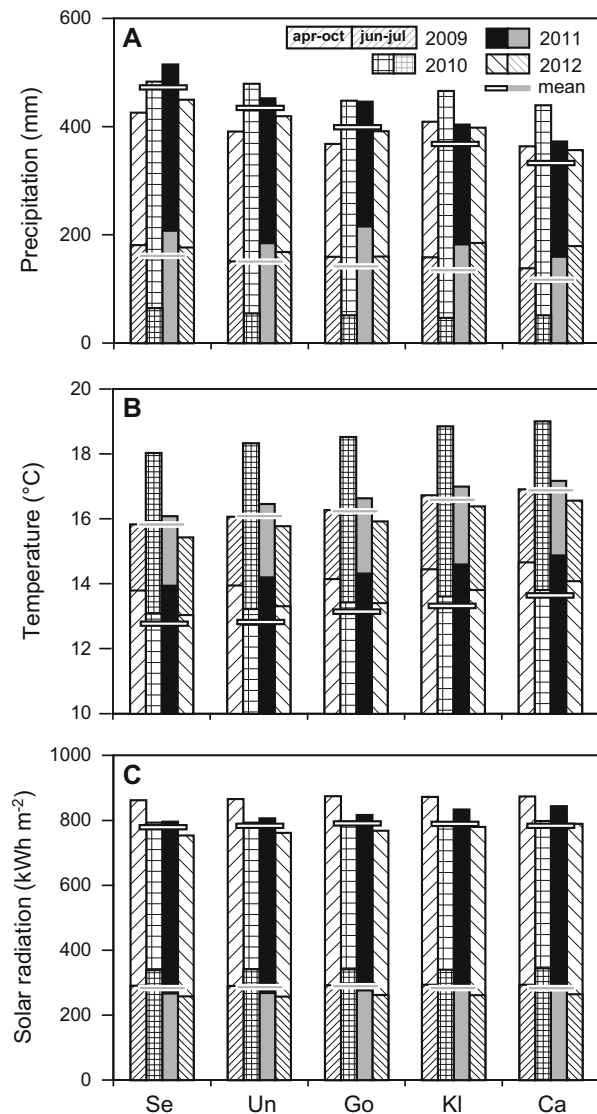 A
apr-oct jun-jul 2009 2011
2010 2012
mean
Precipitation (mm)
600
400
200
0
B
Temperature (°C)
20
18
16
14
12
10
C
Solar radiation (kWh m⁻²)
1000
800
600
400
200
0
Se Un Go Kl Ca